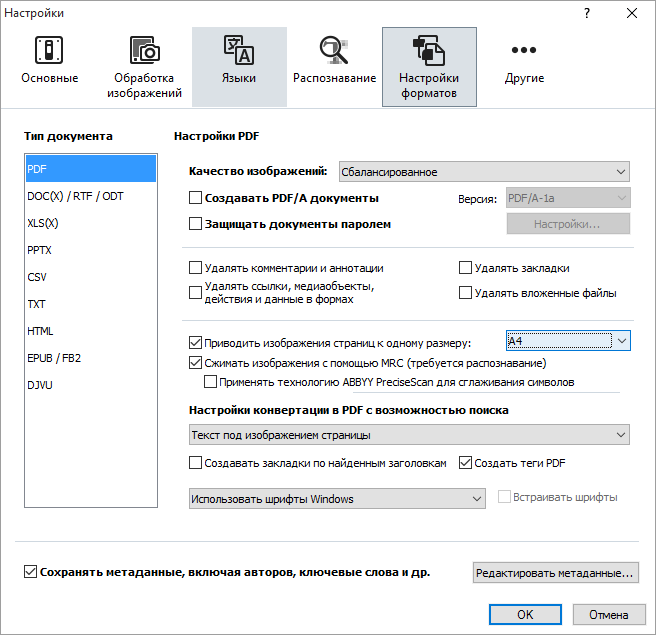 Настройки
?
Основные
Обработка
изображений
Языки
Распознавание
Настройки
форматов
Другие
Тип документа
PDF
DOC(X) / RTF / ODT
XLS(X)
PPTX
CSV
TXT
HTML
EPUB / FB2
DJVU
Настройки PDF
Качество изображений: Сбалансированное
Создавать PDF/A документы Версия: PDF/A-1a
Защищать документы паролем Настройки...
Удалять комментарии и аннотации Удалять закладки
Удалять ссылки, медиаобъекты,
действия и данные в формах Удалять вложенные файлы
Приводить изображения страниц к одному размеру: A4
Сжимать изображения с помощью MRC (требуется распознавание)
Применять технологию ABBYY PreciseScan для сглаживания символов
Настройки конвертации в PDF с возможностью поиска
Текст под изображением страницы
Создавать закладки по найденным заголовкам Создать теги PDF
Использовать шрифты Windows Встраивать шрифты
Сохранять метаданные, включая авторов, ключевые слова и др. Редактировать метаданные...
OK Отмена